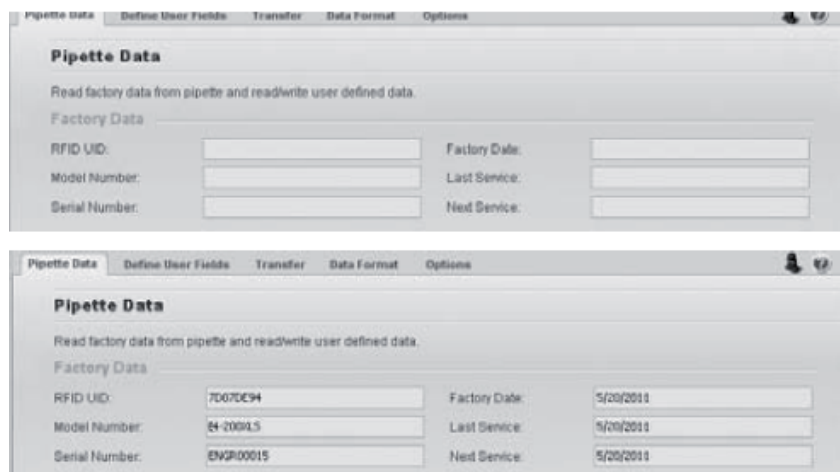 Pipette Data Define User Fields Transfer Data Format Options
Pipette Data
Read factory data from pipette and read/write user defined data.
Factory Data
RFID UID: Factory Date:
Model Number: Last Service:
Serial Number: Next Service:
Pipette Data Define User Fields Transfer Data Format Options
Pipette Data
Read factory data from pipette and read/write user defined data.
Factory Data
RFID UID: 7D07DE94 Factory Date: 5/20/2011
Model Number: E4-200XLS Last Service: 5/20/2011
Serial Number: ENGR00015 Next Service: 5/20/2011